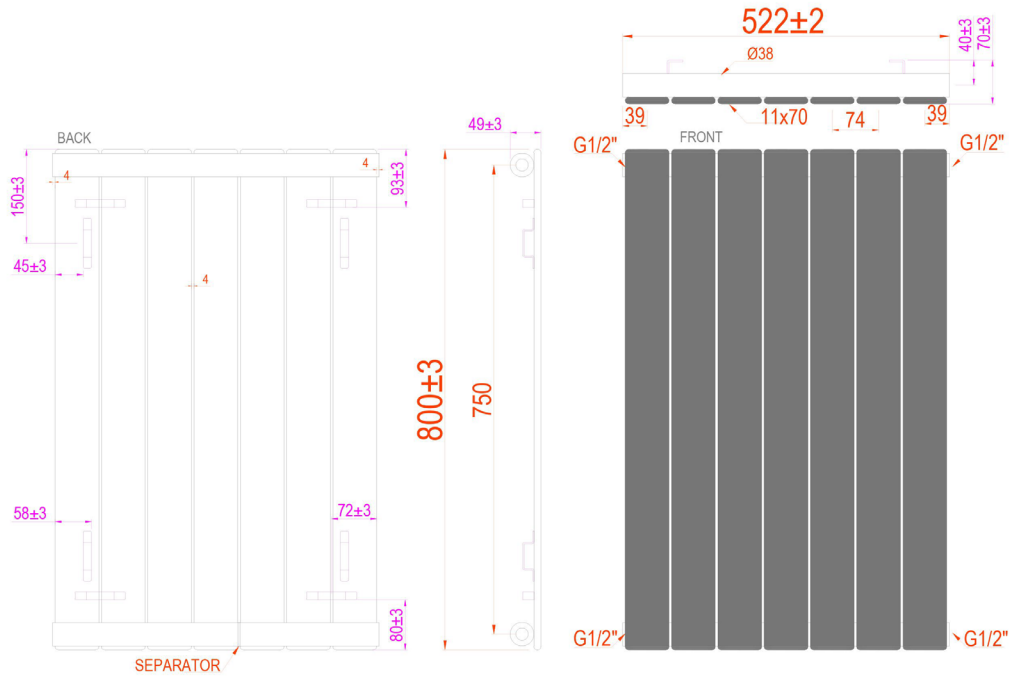 522±2
40±3
70±3
Ø38
39
11x70
74
39
BACK
49±3
FRONT
G1/2"
G1/2"
150±3
4
4
93±3
45±3
4
800±3
750
58±3
72±3
80±3
G1/2"
G1/2"
SEPARATOR